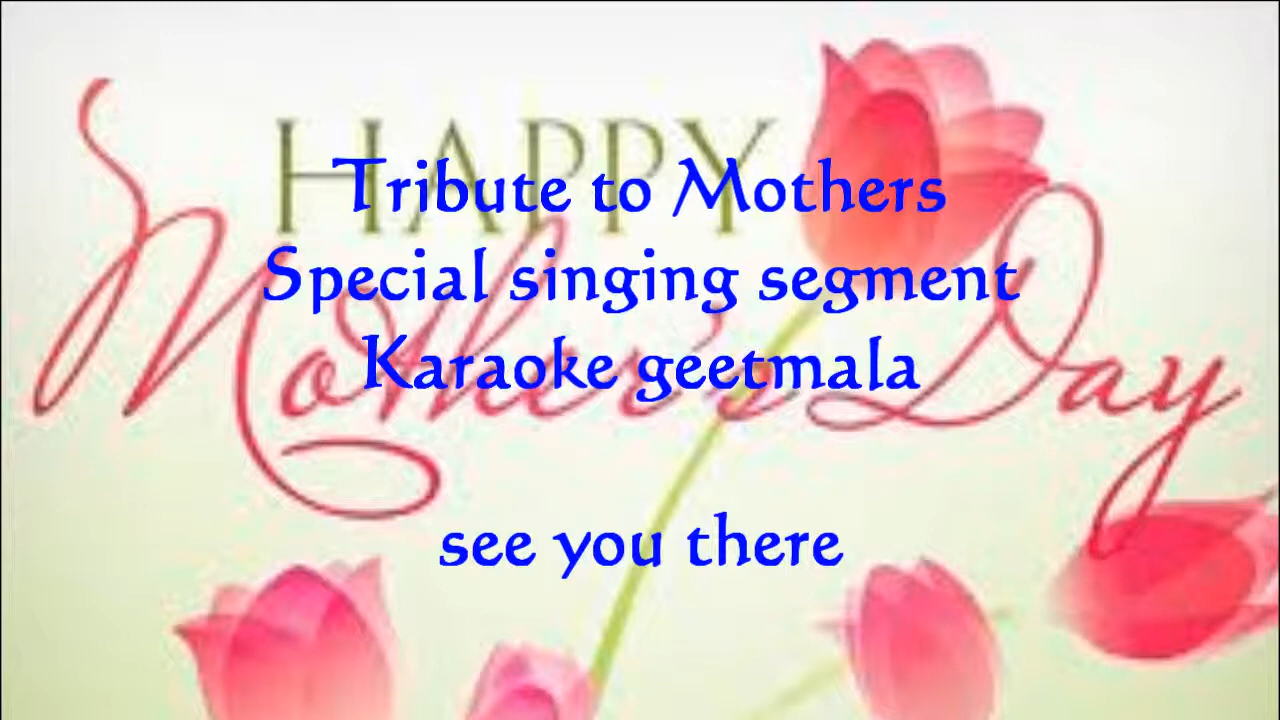 HAPPY
Mother's Day
Tribute to Mothers
Special singing segment
Karaoke geetmala
see you there